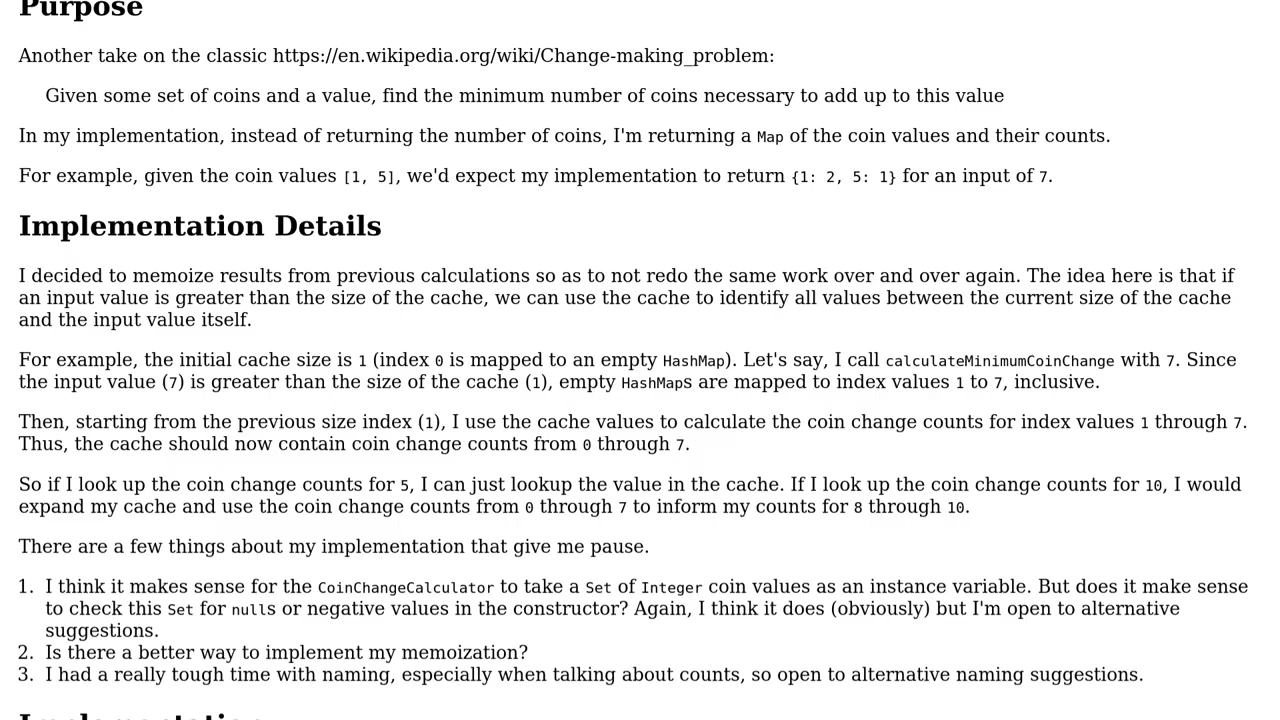 Purpose
Another take on the classic https://en.wikipedia.org/wiki/Change-making_problem:
Given some set of coins and a value, find the minimum number of coins necessary to add up to this value
In my implementation, instead of returning the number of coins, I'm returning a Map of the coin values and their counts.
For example, given the coin values [1, 5], we'd expect my implementation to return {1: 2, 5: 1} for an input of 7.
Implementation Details
I decided to memoize results from previous calculations so as to not redo the same work over and over again. The idea here is that if
an input value is greater than the size of the cache, we can use the cache to identify all values between the current size of the cache
and the input value itself.
For example, the initial cache size is 1 (index 0 is mapped to an empty HashMap). Let's say, I call calculateMinimumCoinChange with 7. Since
the input value (7) is greater than the size of the cache (1), empty HashMaps are mapped to index values 1 to 7, inclusive.
Then, starting from the previous size index (1), I use the cache values to calculate the coin change counts for index values 1 through 7.
Thus, the cache should now contain coin change counts from 0 through 7.
So if I look up the coin change counts for 5, I can just lookup the value in the cache. If I look up the coin change counts for 10, I would
expand my cache and use the coin change counts from 0 through 7 to inform my counts for 8 through 10.
There are a few things about my implementation that give me pause.
1. I think it makes sense for the CoinChangeCalculator to take a Set of Integer coin values as an instance variable. But does it make sense
to check this Set for nulls or negative values in the constructor? Again, I think it does (obviously) but I'm open to alternative
suggestions.
2. Is there a better way to implement my memoization?
3. I had a really tough time with naming, especially when talking about counts, so open to alternative naming suggestions.
Implementation